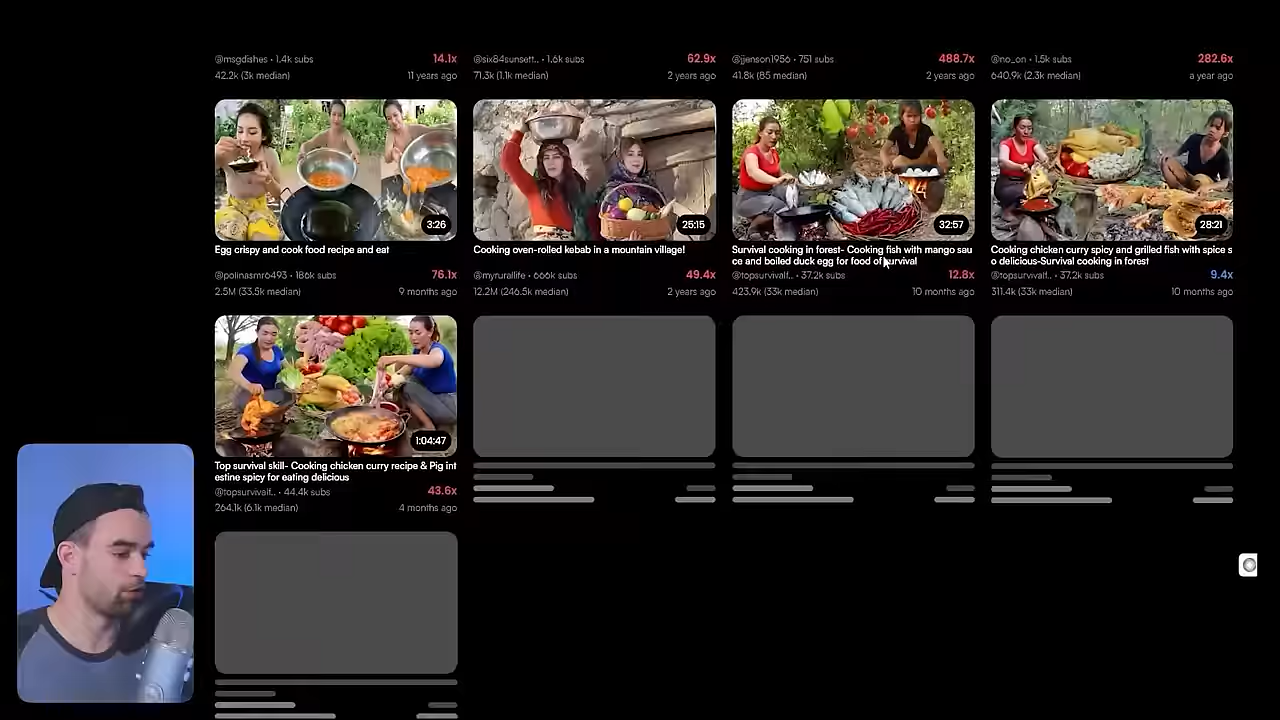 @msgdishes · 1.4k subs 14.1x
42.2k (3k median) 11 years ago
@six84sunset.. · 1.6k subs 62.9x
71.3k (1.1k median) 2 years ago
@jjenson1956 · 751 subs 488.7x
41.8k (85 median) 2 years ago
@no_on · 1.5k subs 282.6x
640.9k (2.3k median) a year ago
3:26
Egg crispy and cook food recipe and eat
@polinasmr6493 · 186k subs 76.1x
2.5M (33.5k median) 9 months ago
25:15
Cooking oven-rolled kebab in a mountain village!
@myrurallife · 666k subs 49.4x
12.2M (246.5k median) 2 years ago
32:57
Survival cooking in forest- Cooking fish with mango sau
ce and boiled duck egg for food of survival
@topsurvivalf.. · 37.2k subs 12.8x
423.9k (33k median) 10 months ago
28:21
Cooking chicken curry spicy and grilled fish with spice s
o delicious-Survival cooking in forest
@topsurvivalf.. · 37.2k subs 9.4x
311.4k (33k median) 10 months ago
1:04:47
Top survival skill- Cooking chicken curry recipe & Pig int
estine spicy for eating delicious
@topsurvivalf.. · 44.4k subs 43.6x
264.1k (6.1k median) 4 months ago